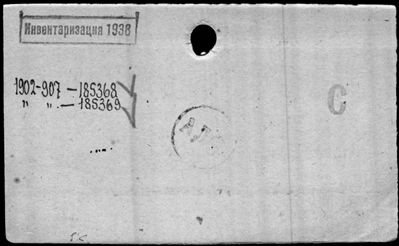 Инвентаризация 1938
1902-907 — 185368
" " — 185369
С